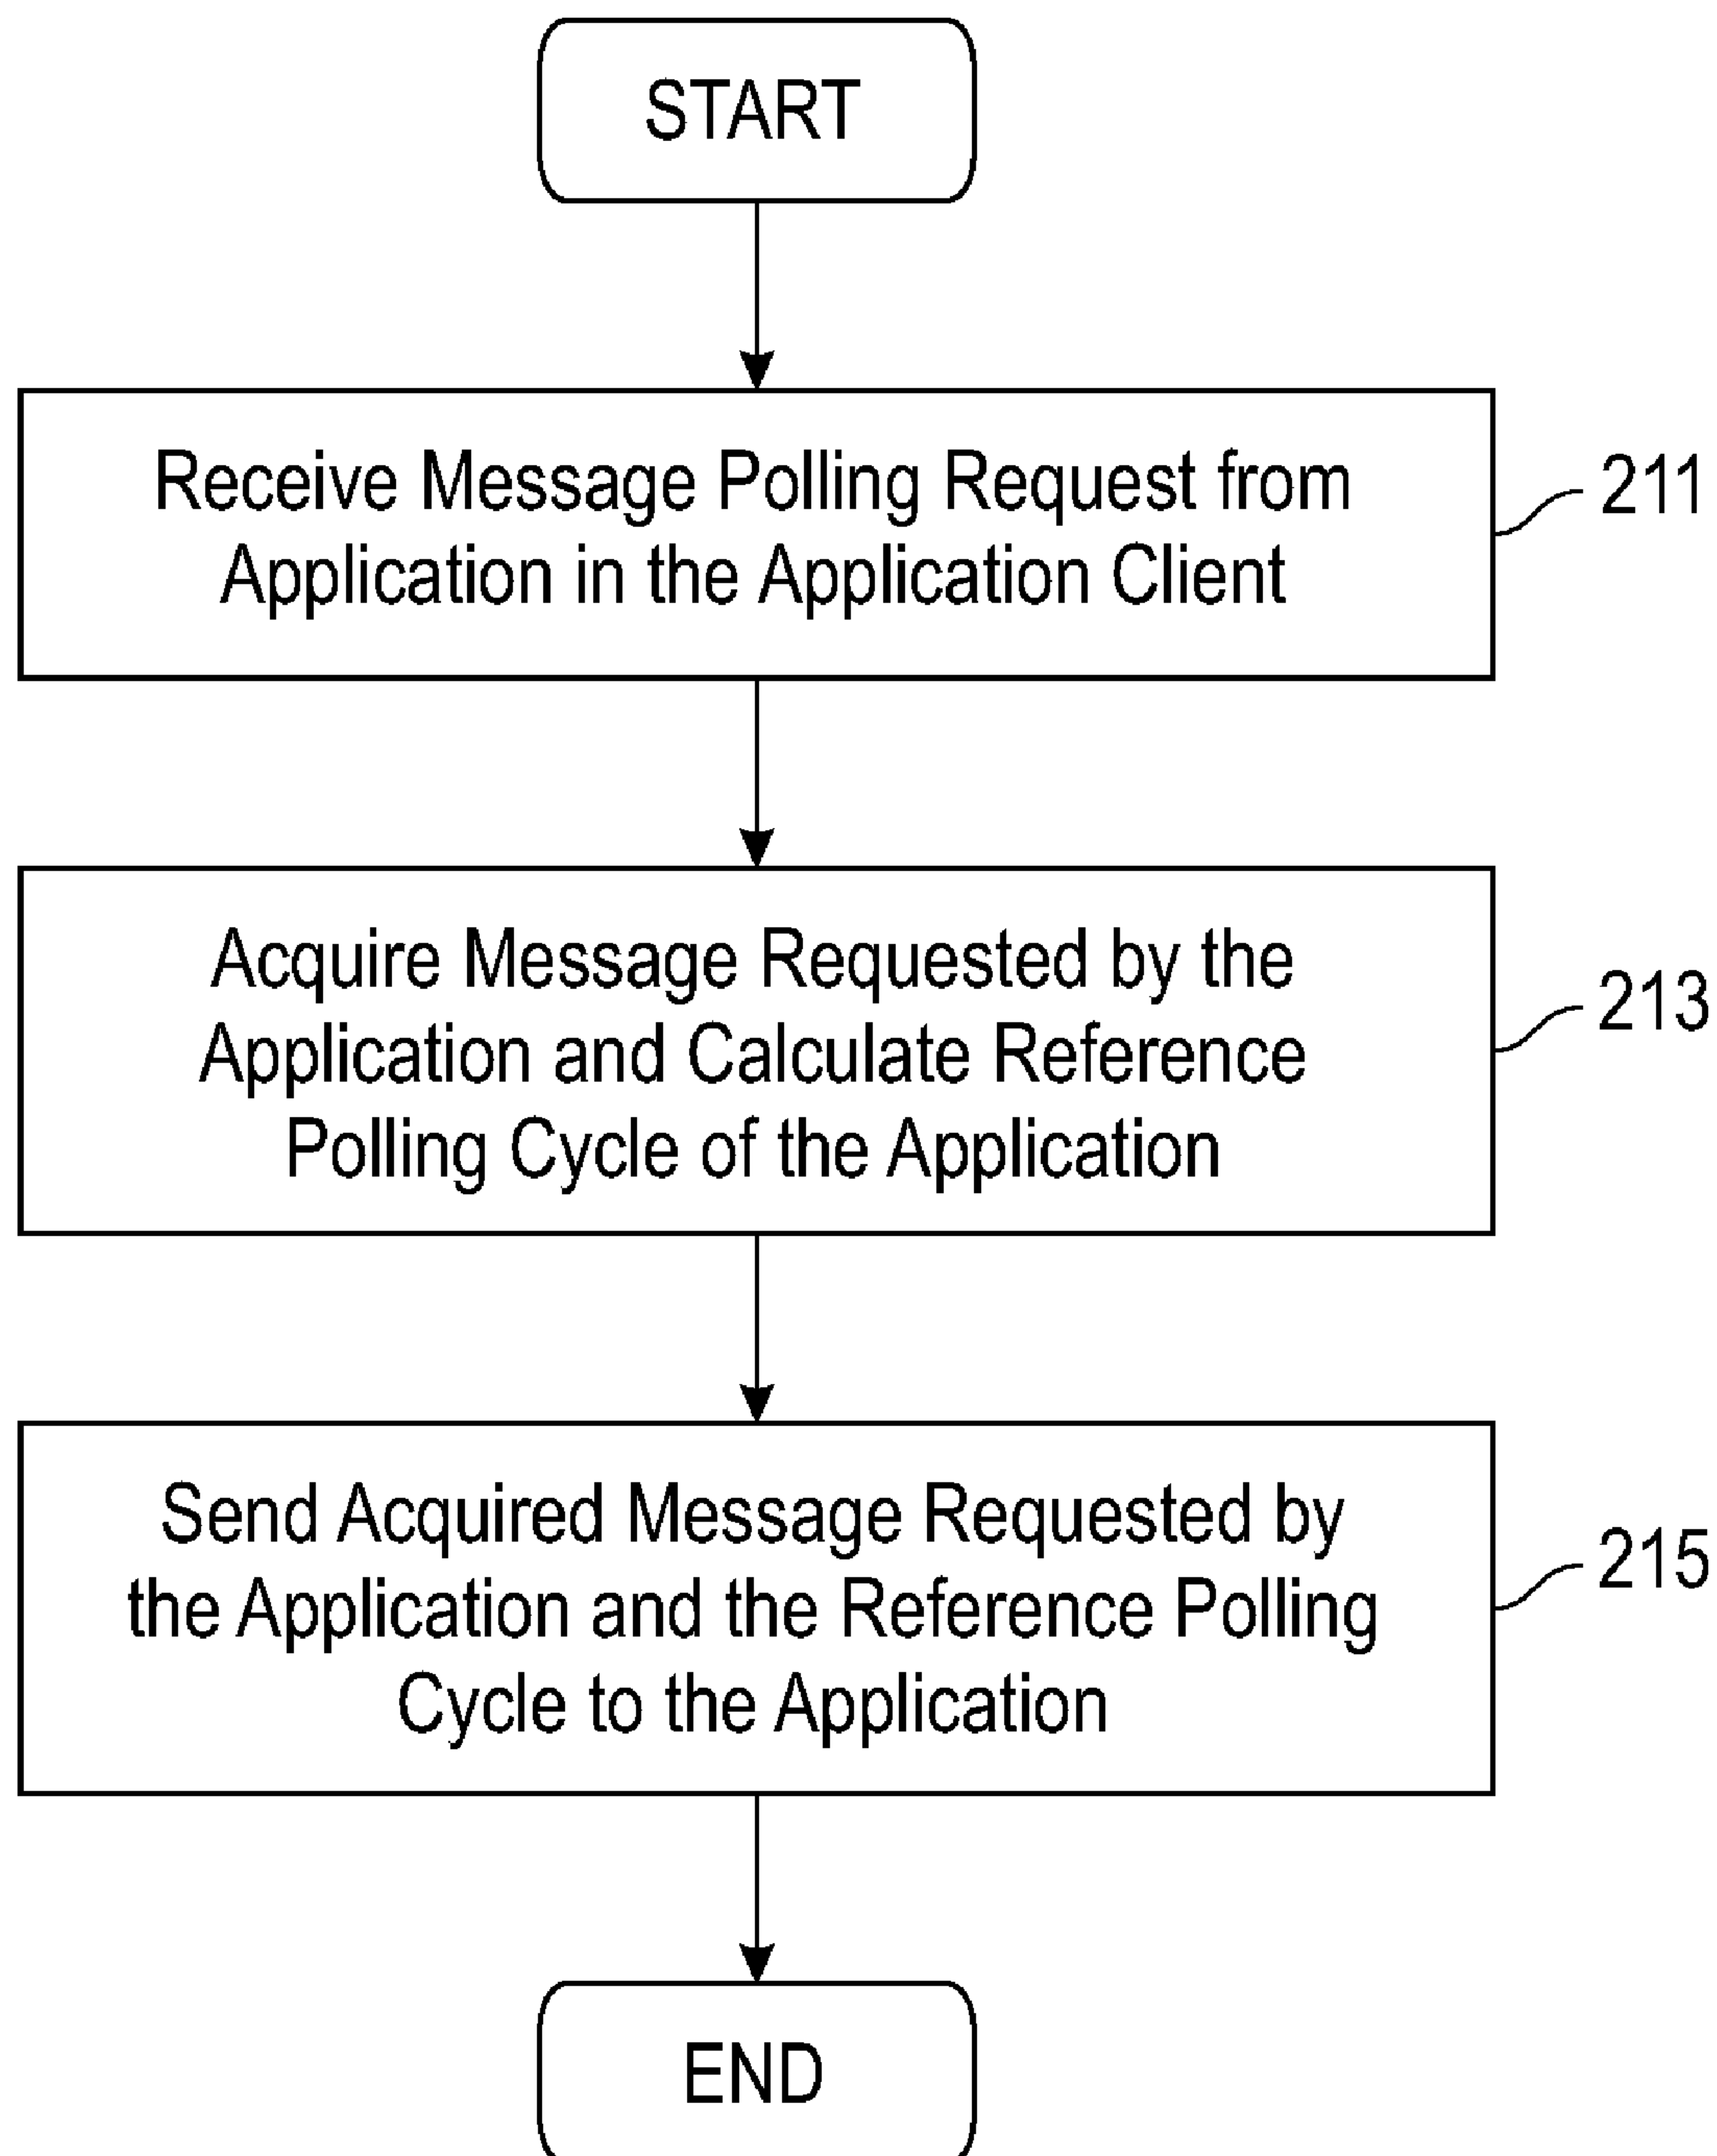 START
Receive Message Polling Request from
Application in the Application Client
211
Acquire Message Requested by the
Application and Calculate Reference
Polling Cycle of the Application
213
Send Acquired Message Requested by
the Application and the Reference Polling
Cycle to the Application
215
END